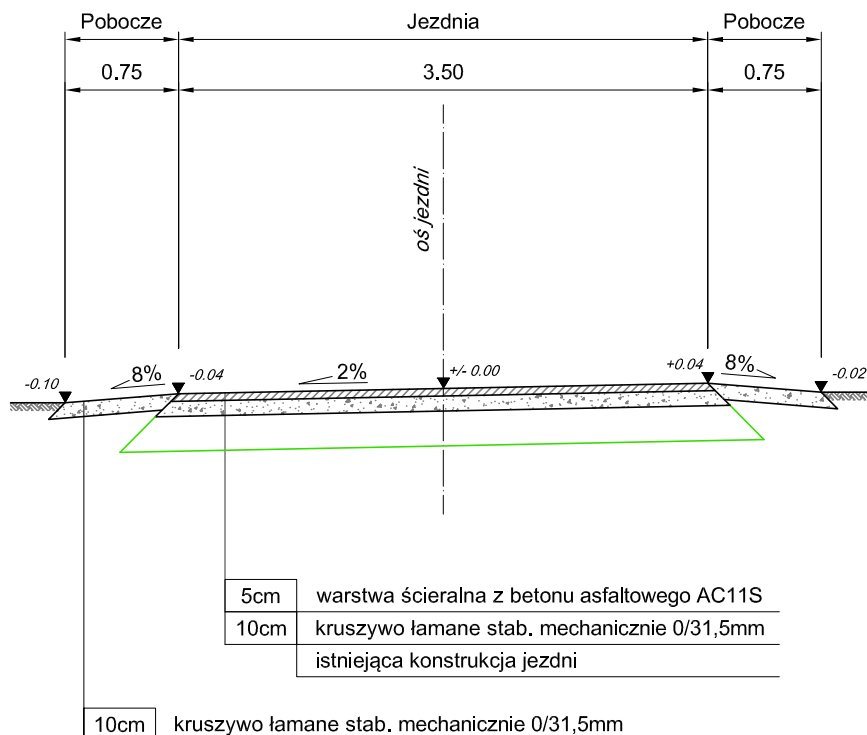 Pobocze Jezdnia Pobocze
0.75 3.50 0.75
oś jezdni
-0.10 8% -0.04 2% +/- 0.00 +0.04 8% -0.02
5cm warstwa ścieralna z betonu asfaltowego AC11S
10cm kruszywo łamane stab. mechanicznie 0/31,5mm
istniejąca konstrukcja jezdni
10cm kruszywo łamane stab. mechanicznie 0/31,5mm